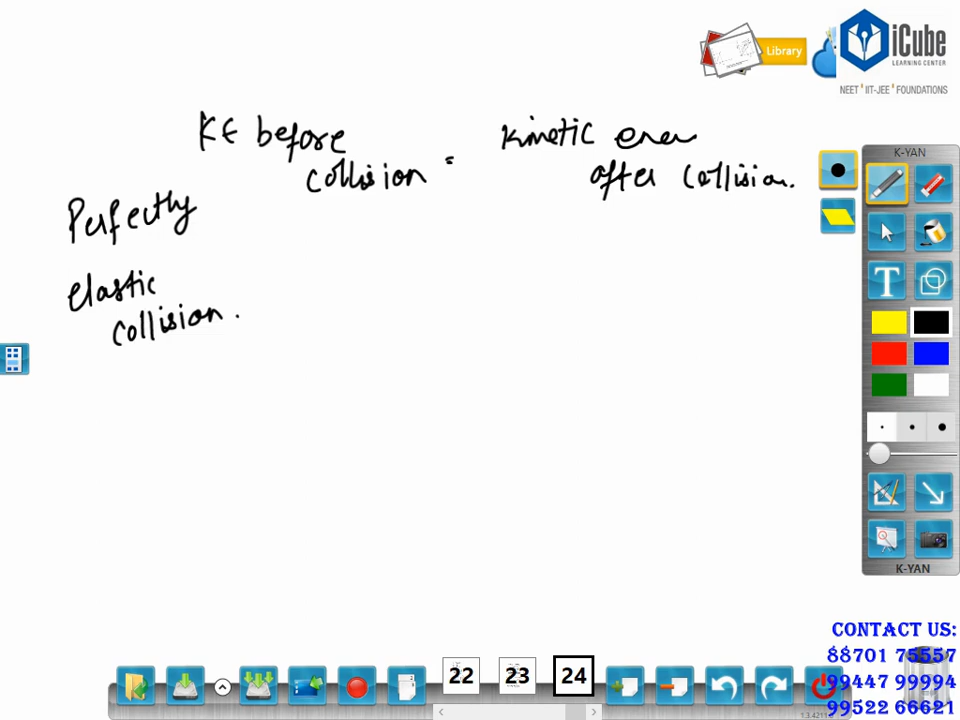 Library
iCube
LEARNING CENTER
NEET ' IIT-JEE ' FOUNDATIONS
KE before
collision =
Kinetic ener
after collision.
Perfectly
elastic
collision.
K-YAN
T
K-YAN
CONTACT US:
88701 75557
99447 99994
99522 66621
22
23
24